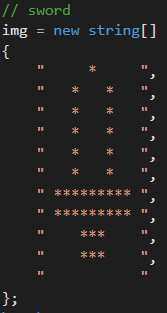 // sword
img = new string[]
{
    "     *     ",
    "   *   *   ",
    "   *   *   ",
    "   *   *   ",
    "   *   *   ",
    "   *   *   ",
    " ********* ",
    " ********* ",
    "    ***    ",
    "    ***    ",
    "           "
};